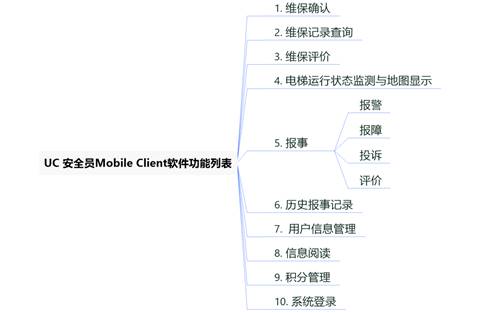 1. 维保确认
2. 维保记录查询
3. 维保评价
4. 电梯运行状态监测与地图显示
UC 安全员Mobile Client软件功能列表
5. 报事
报警
报障
投诉
评价
6. 历史报事记录
7. 用户信息管理
8. 信息阅读
9. 积分管理
10. 系统登录